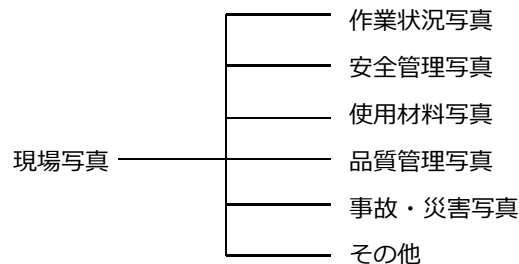 作業状況写真
安全管理写真
使用材料写真
現場写真
品質管理写真
事故・災害写真
その他